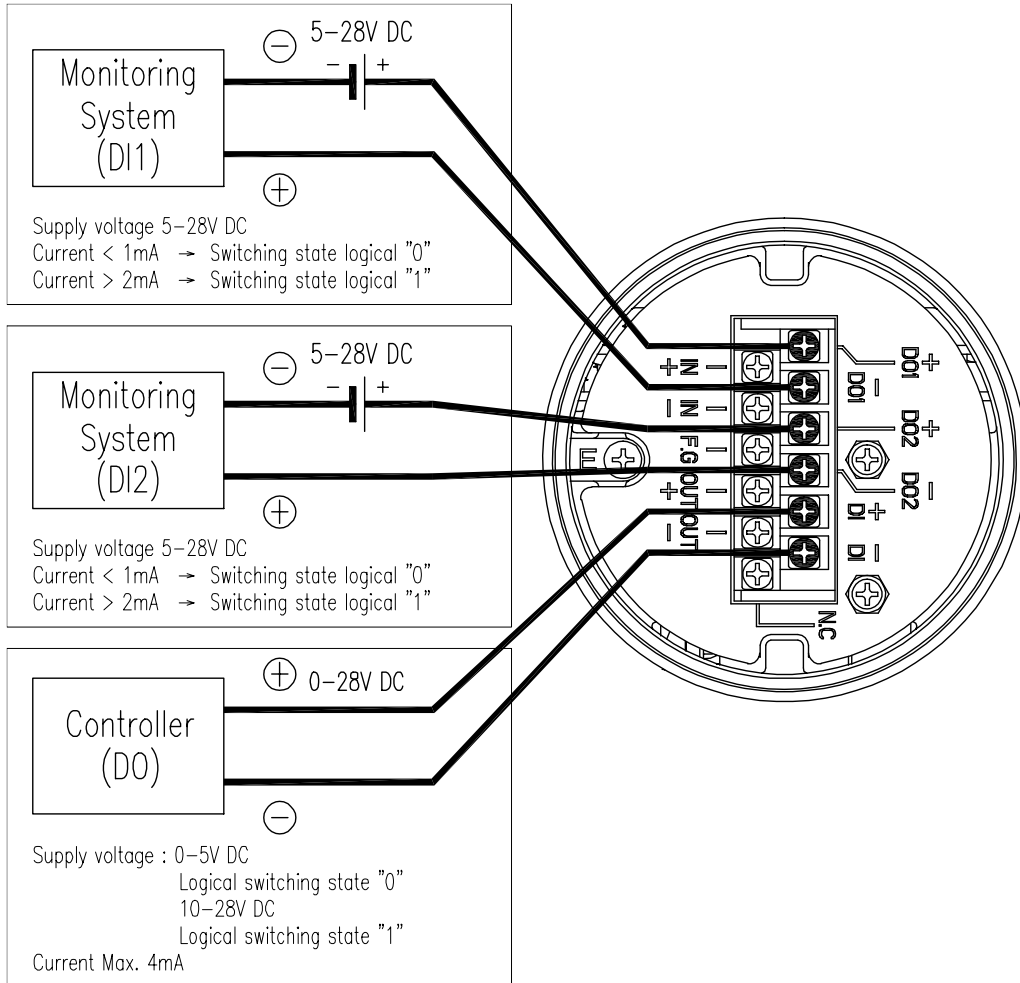 5-28V DC
- +
Monitoring
System
(DI1)
Supply voltage 5-28V DC
Current < 1mA → Switching state logical "0"
Current > 2mA → Switching state logical "1"
5-28V DC
- +
Monitoring
System
(DI2)
Supply voltage 5-28V DC
Current < 1mA → Switching state logical "0"
Current > 2mA → Switching state logical "1"
0-28V DC
Controller
(DO)
Supply voltage : 0-5V DC
Logical switching state "0"
10-28V DC
Logical switching state "1"
Current Max. 4mA
E
+ IN
- IN
F.G
+ OUT
- OUT
DO1 +
DO1 -
DO2 +
DO2 -
DI +
DI -
N.C